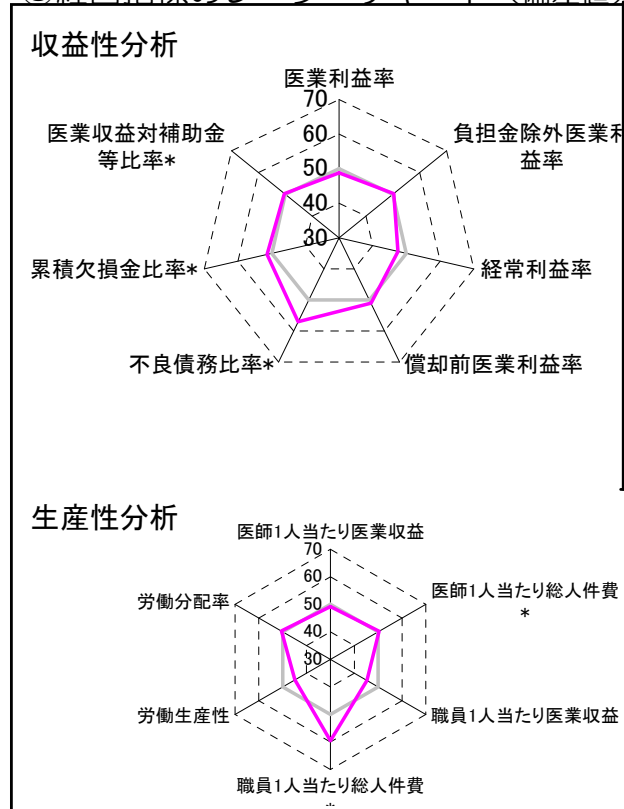 収益性分析
医業利益率
70
60
50
40
30
負担金除外医業利
益率
経常利益率
償却前医業利益率
不良債務比率*
累積欠損金比率*
医業収益対補助金
等比率*
生産性分析
医師1人当たり医業収益
70
60
50
40
30
医師1人当たり総人件費
*
職員1人当たり医業収益
職員1人当たり総人件費
*
労働生産性
労働分配率